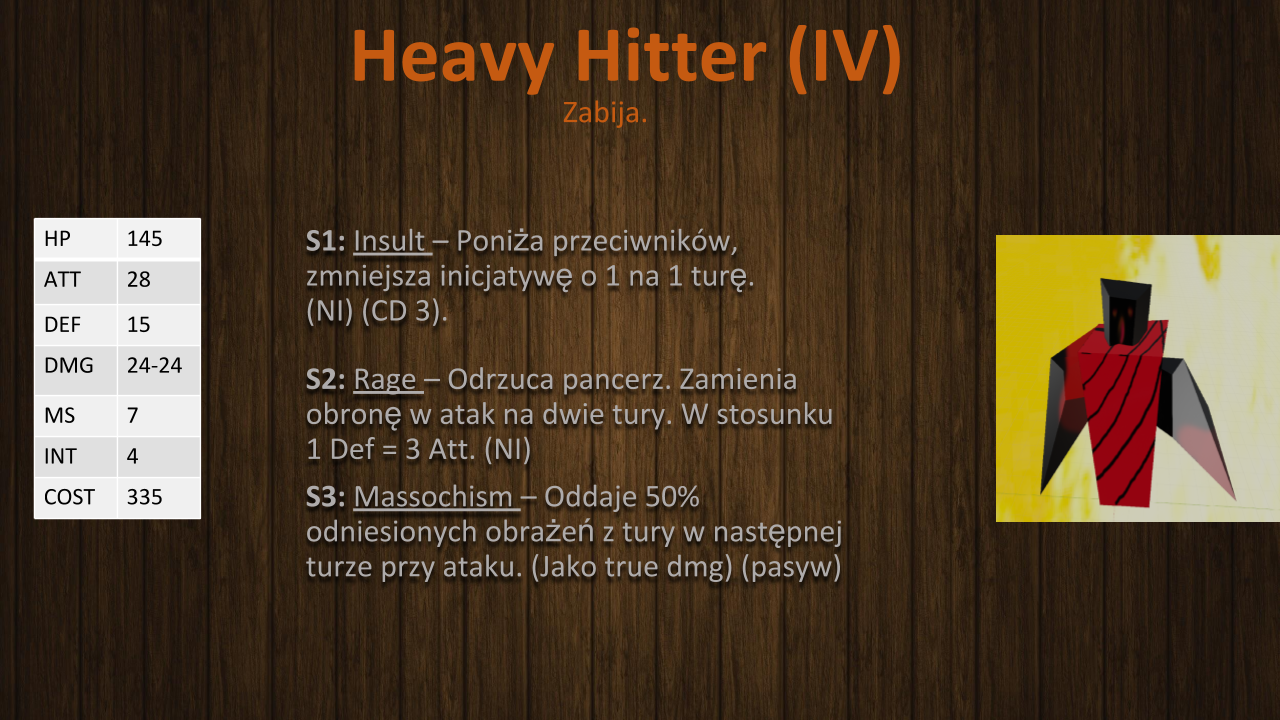 Heavy Hitter (IV)
Zabija.
HP 145
ATT 28
DEF 15
DMG 24-24
MS 7
INT 4
COST 335
S1: Insult – Poniża przeciwników,
zmniejsza inicjatywę o 1 na 1 turę.
(NI) (CD 3).
S2: Rage – Odrzuca pancerz. Zamienia
obronę w atak na dwie tury. W stosunku
1 Def = 3 Att. (NI)
S3: Massochism – Oddaje 50%
odniesionych obrażeń z tury w następnej
turze przy ataku. (Jako true dmg) (pasyw)